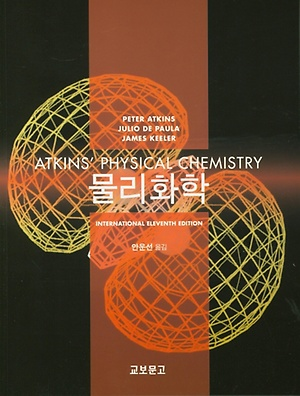 PETER ATKINS
JULIO DE PAULA
JAMES KEELER
ATKINS' PHYSICAL CHEMISTRY
물리화학
INTERNATIONAL ELEVENTH EDITION
안운선 옮김
교보문고